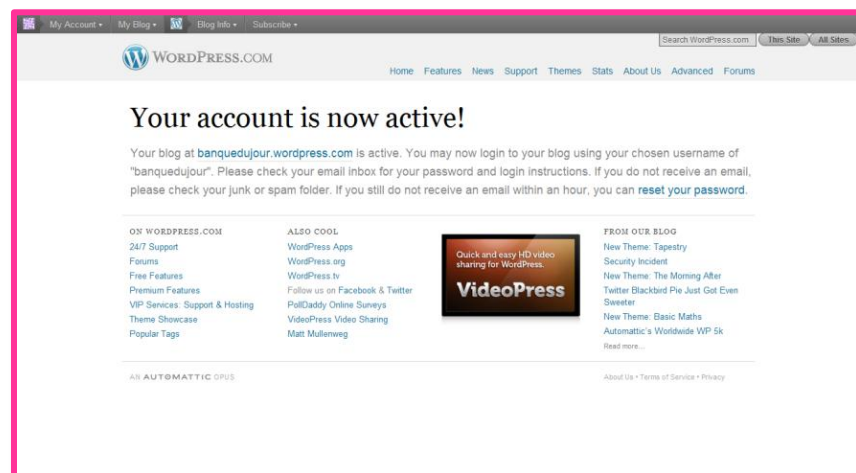 My Account ▾ My Blog ▾ Blog Info ▾ Subscribe ▾
Search WordPress.com This Site All Sites
WORDPRESS.COM
Home Features News Support Themes Stats About Us Advanced Forums
Your account is now active!
Your blog at banquedujour.wordpress.com is active. You may now login to your blog using your chosen username of
"banquedujour". Please check your email inbox for your password and login instructions. If you do not receive an email,
please check your junk or spam folder. If you still do not receive an email within an hour, you can reset your password.
ON WORDPRESS.COM
24/7 Support
Forums
Free Features
Premium Features
VIP Services: Support & Hosting
Theme Showcase
Popular Tags
ALSO COOL
WordPress Apps
WordPress.org
WordPress.tv
Follow us on Facebook & Twitter
PollDaddy Online Surveys
VideoPress Video Sharing
Matt Mullenweg
Quick and easy HD video
sharing for WordPress.
VideoPress
FROM OUR BLOG
New Theme: Tapestry
Security Incident
New Theme: The Morning After
Twitter Blackbird Pie Just Got Even
Sweeter
New Theme: Basic Maths
Automattic's Worldwide WP 5k
Read more...
AN AUTOMATTIC OPUS
About Us • Terms of Service • Privacy